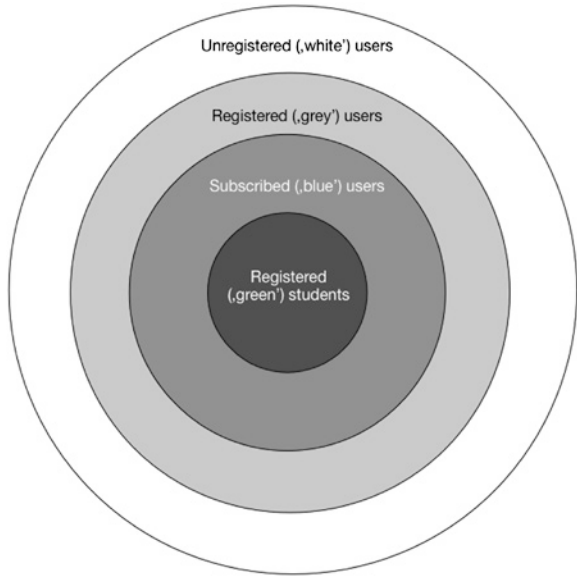 Unregistered (‚white’) users
Registered (‚grey’) users
Subscribed (‚blue’) users
Registered
(‚green’) students